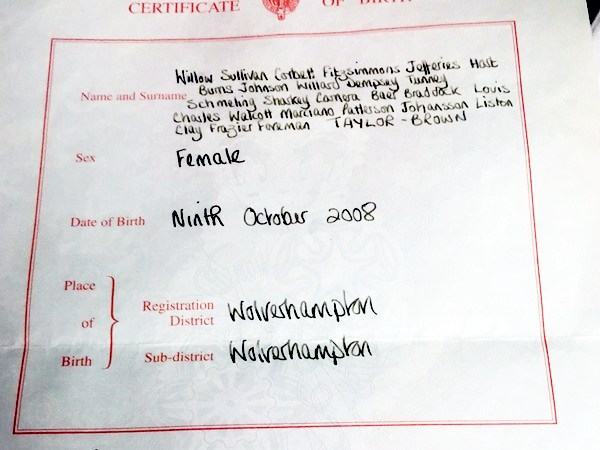 CERTIFICATE OF BIRTH
Name and Surname
Willow Sullivan Corbett Fitzsimmons Jefferies Hart
Burns Johnson Willard Dempsey Tunney
Schmeling Sharkey Carnera Baer Braddock Louis
Charles Walcott Marciano Patterson Johansson Liston
Clay Frazier Foreman TAYLOR-BROWN
Sex Female
Date of Birth Ninth October 2008
Place
of
Birth
Registration
District Wolverhampton
Sub-district Wolverhampton